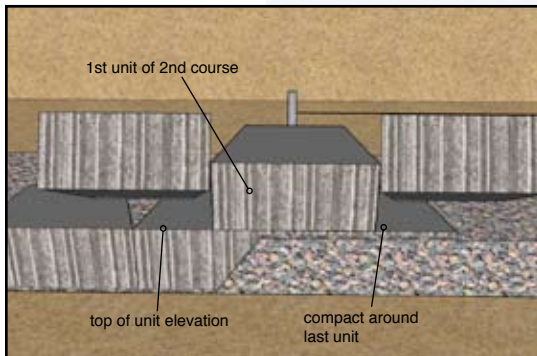 1st unit of 2nd course
top of unit elevation
compact around
last unit